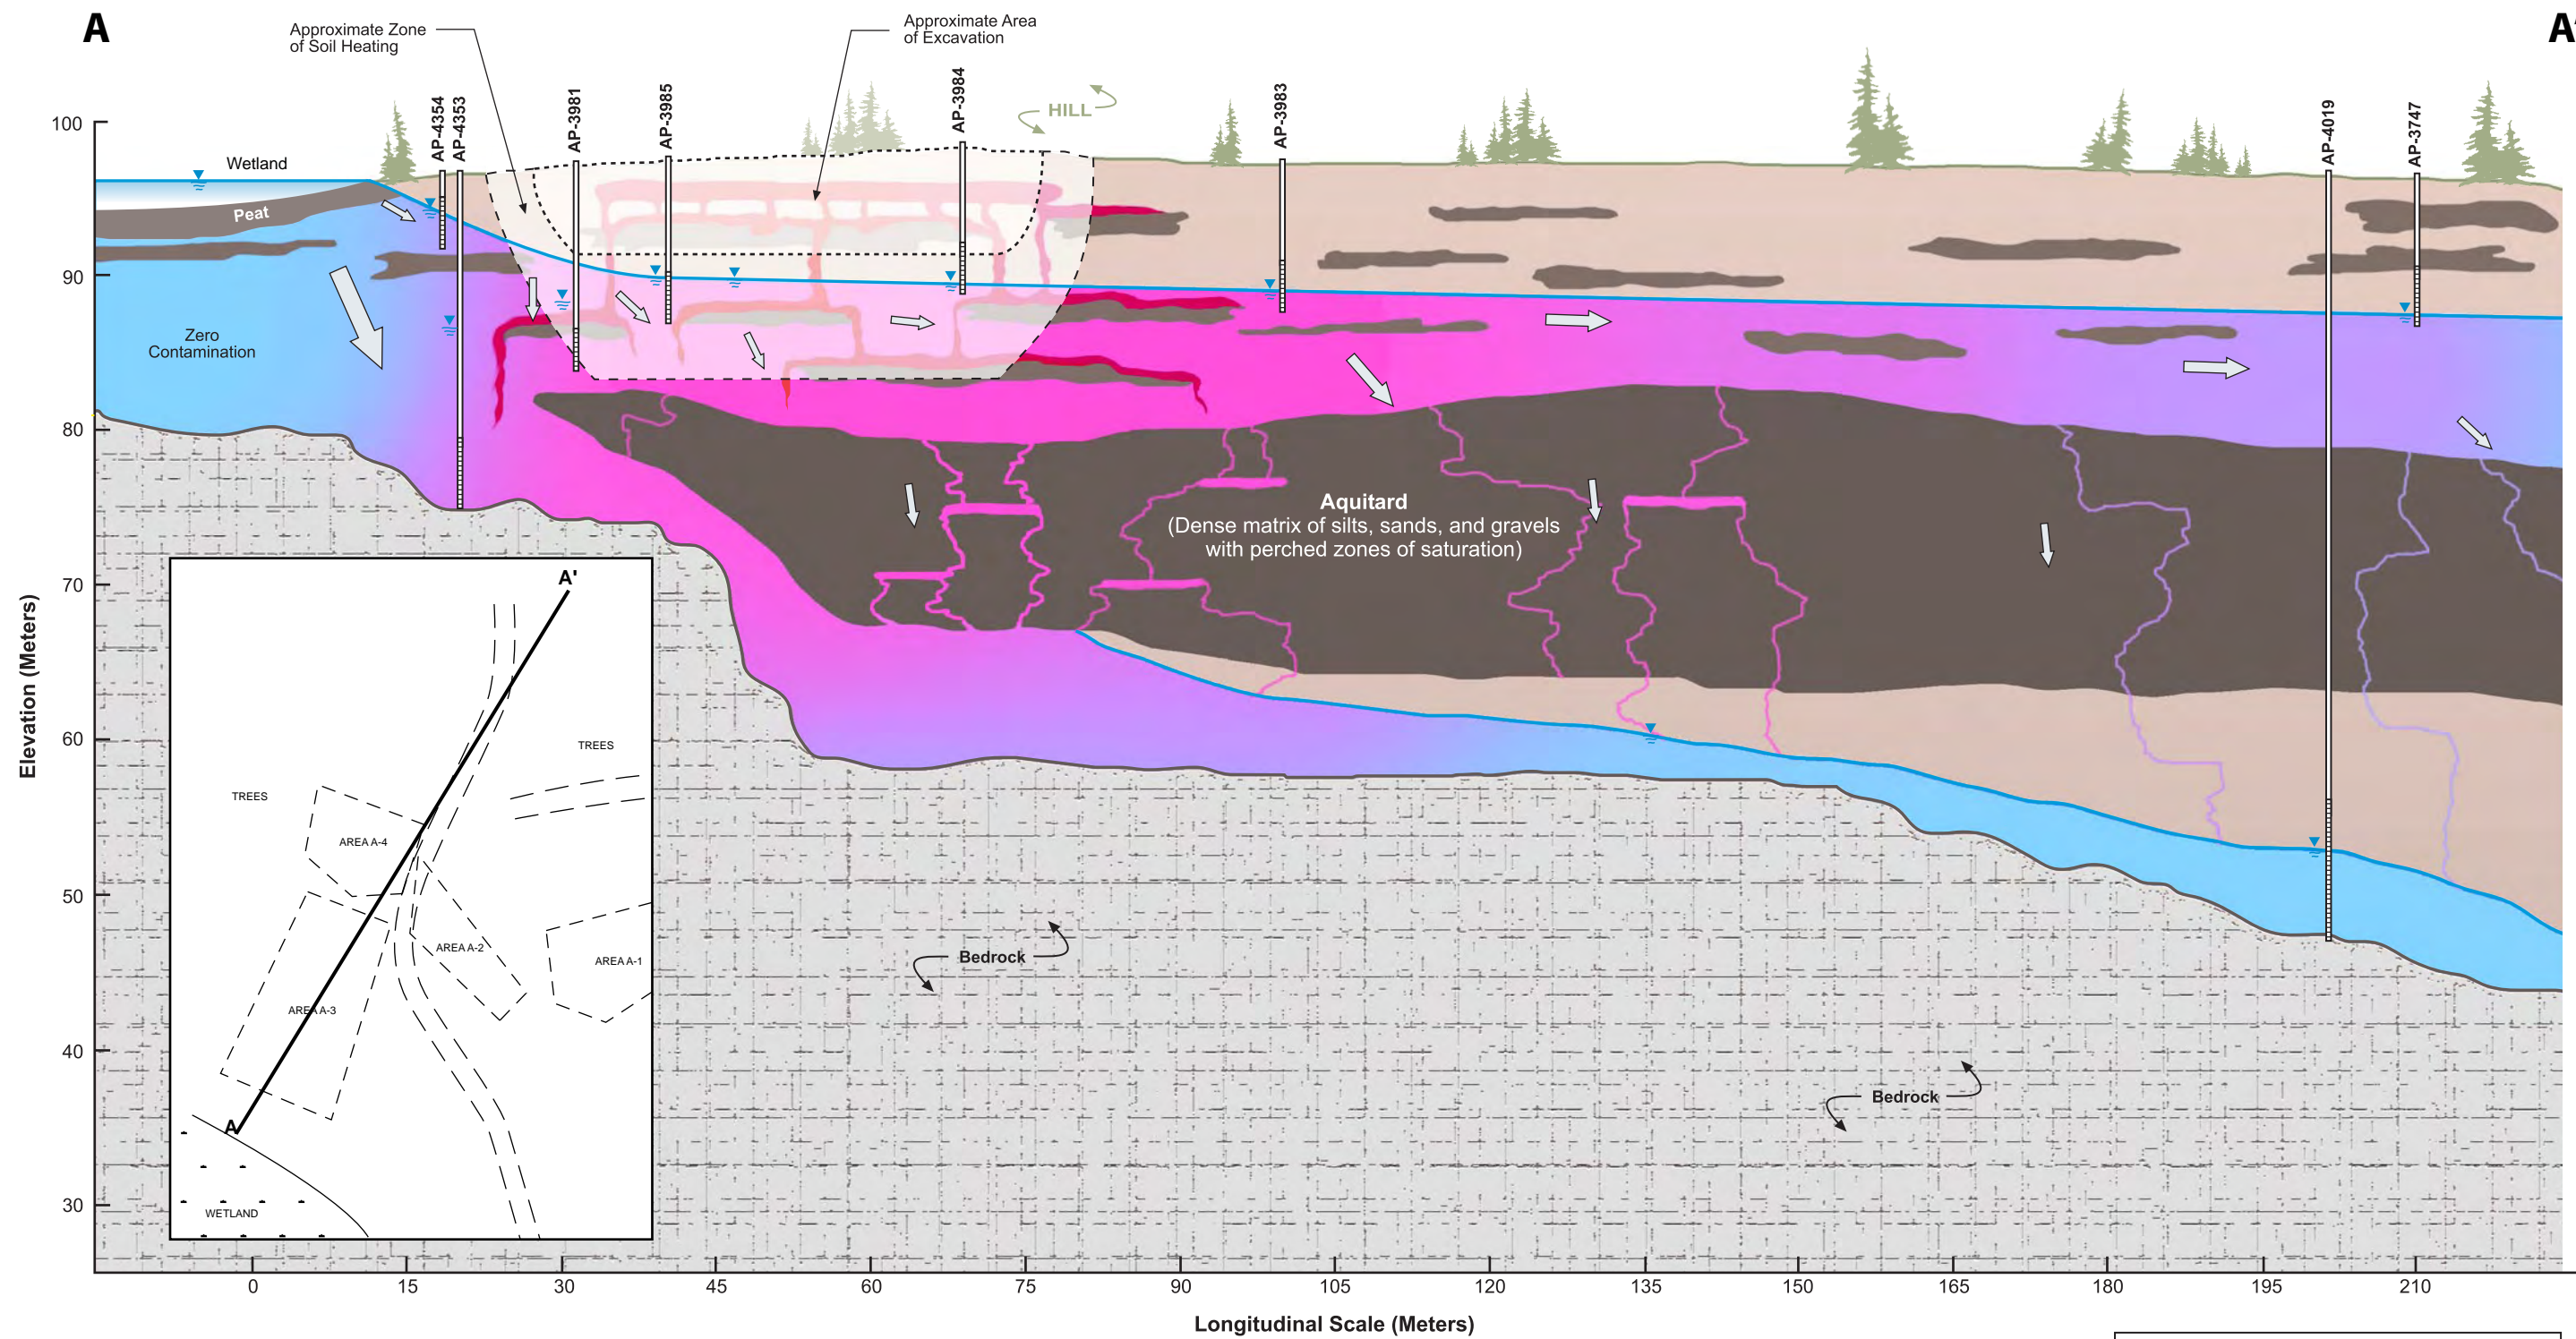 A
A'
Approximate Zone
of Soil Heating
Approximate Area
of Excavation
HILL
AP-4354
AP-4353
AP-3981
AP-3985
AP-3984
AP-3983
AP-4019
AP-3747
Wetland
Peat
Zero
Contamination
Aquitard
(Dense matrix of silts, sands, and gravels
with perched zones of saturation)
Bedrock
Bedrock
Elevation (Meters)
100
90
80
70
60
50
40
30
A'
TREES
TREES
AREA A-4
AREA A-2
AREA A-1
AREA A-3
A
WETLAND
0 15 30 45 60 75 90 105 120 135 150 165 180 195 210
Longitudinal Scale (Meters)